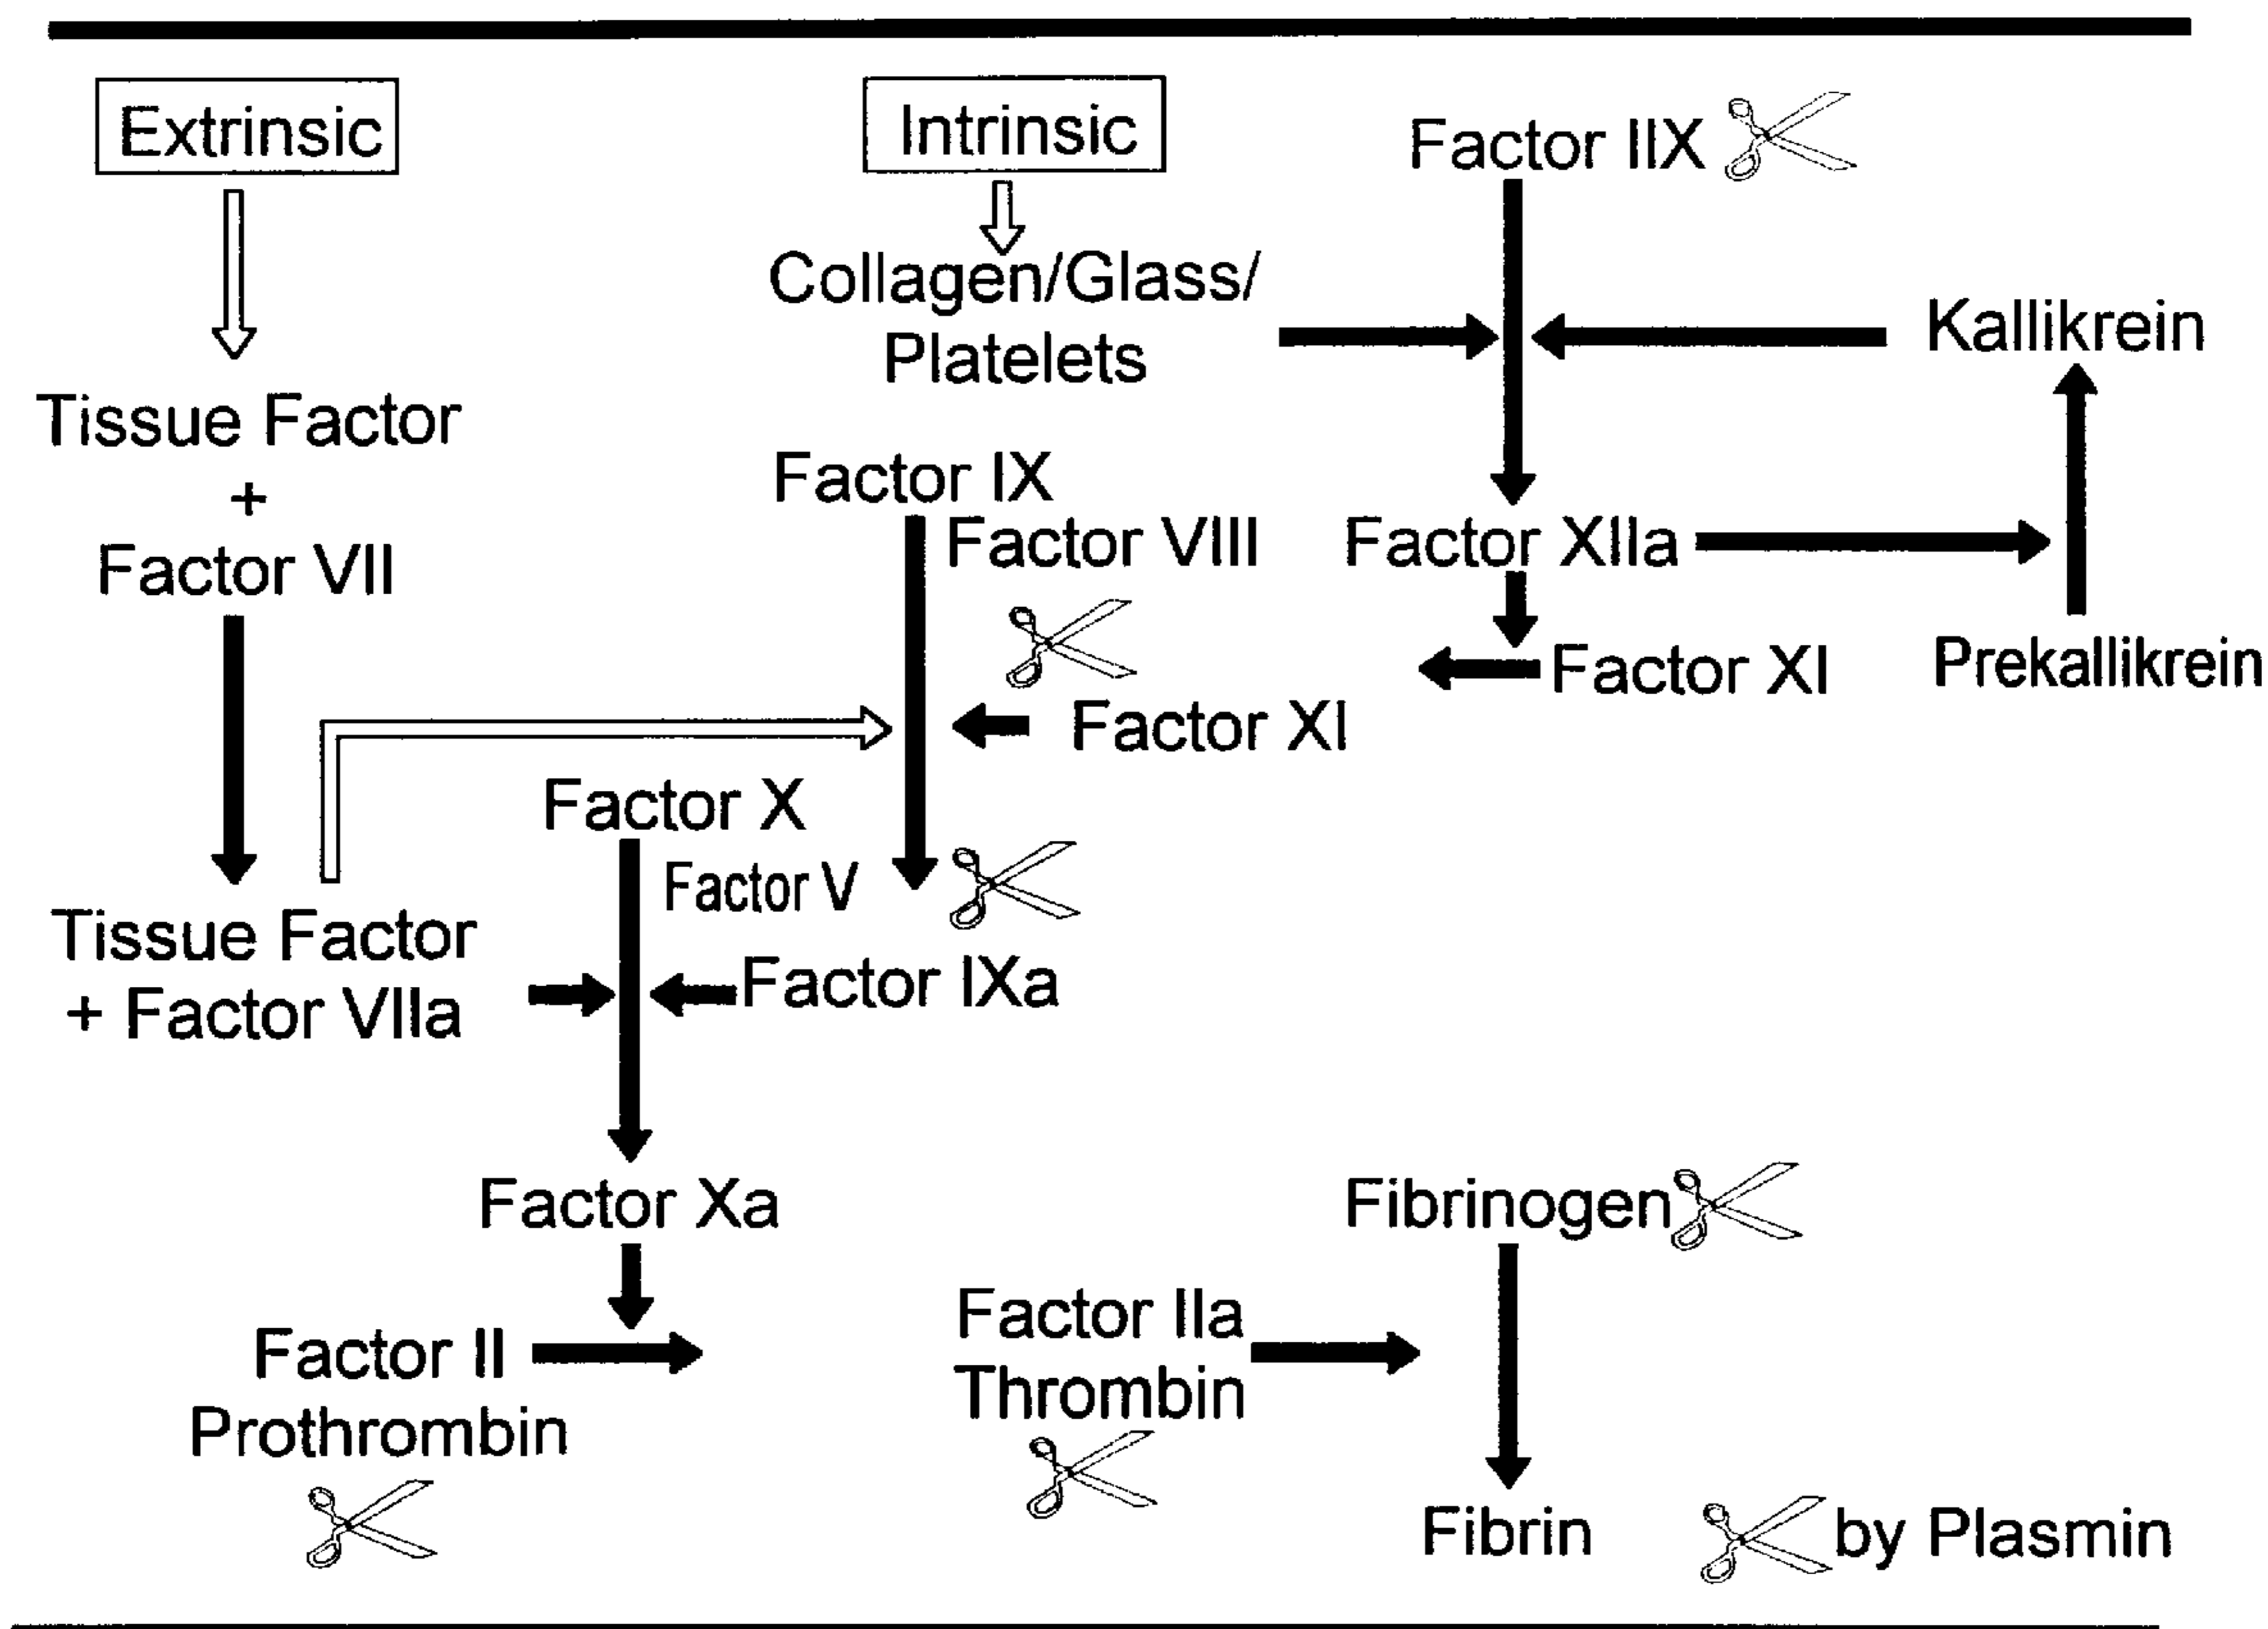 Extrinsic
Intrinsic
Factor IIX
Collagen/Glass/
Platelets
Kallikrein
Tissue Factor
+
Factor VII
Factor IX
Factor VIII
Factor XIIa
Factor XI
Prekallikrein
Factor XI
Factor X
Factor V
Tissue Factor
+ Factor VIIa
Factor IXa
Factor Xa
Fibrinogen
Factor II
Prothrombin
Factor IIa
Thrombin
Fibrin
by Plasmin